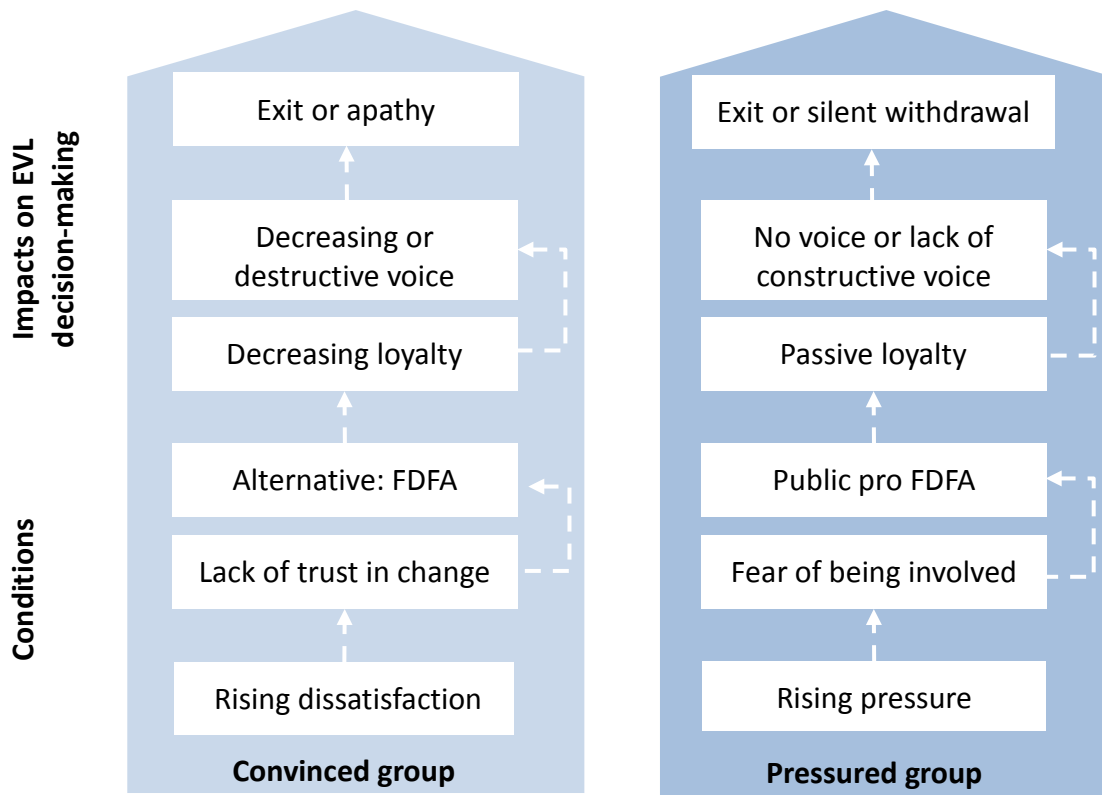 Impacts on EVL
decision-making
Conditions
Exit or apathy
Decreasing or
destructive voice
Decreasing loyalty
Alternative: FDFA
Lack of trust in change
Rising dissatisfaction
Convinced group
Exit or silent withdrawal
No voice or lack of
constructive voice
Passive loyalty
Public pro FDFA
Fear of being involved
Rising pressure
Pressured group